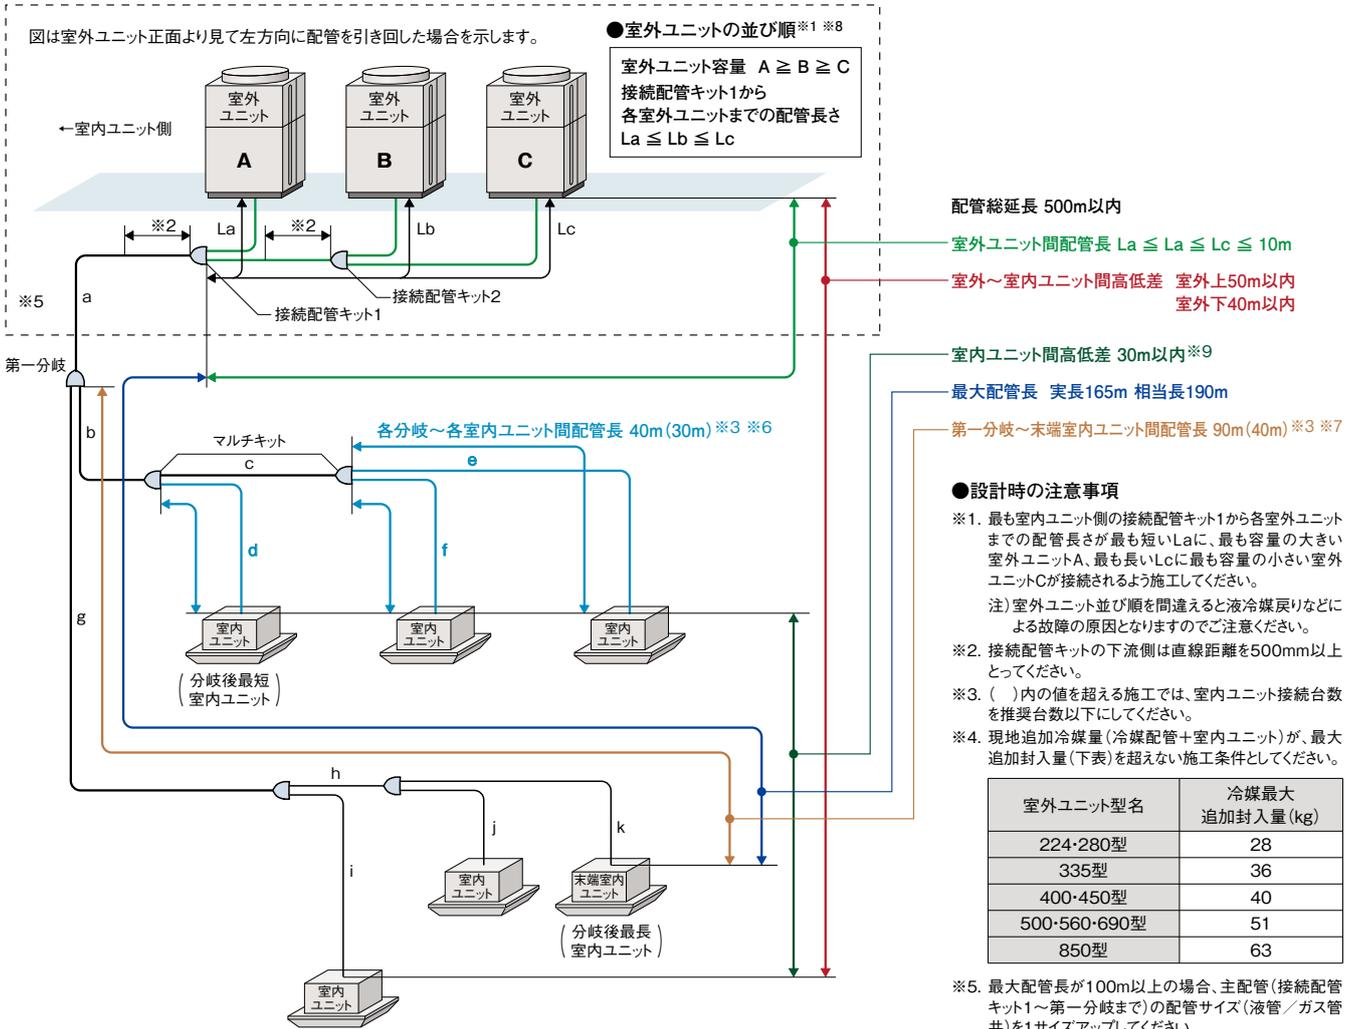 図は室外ユニット正面より見て左方向に配管を引き回した場合を示します。
●室外ユニットの並び順※1 ※8
室外ユニット容量 A ≧ B ≧ C
接続配管キット1から
各室外ユニットまでの配管長さ
La ≦ Lb ≦ Lc
←室内ユニット側
室外
ユニット
A
室外
ユニット
B
室外
ユニット
C
※2
La
※2
Lb
Lc
※5
a
接続配管キット2
接続配管キット1
第一分岐
配管総延長 500m以内
室外ユニット間配管長 La ≦ La ≦ Lc ≦ 10m
室外～室内ユニット間高低差 室外上50m以内
室外下40m以内
室内ユニット間高低差 30m以内※9
最大配管長 実長165m 相当長190m
第一分岐～末端室内ユニット間配管長 90m(40m)※3 ※7
b
マルチキット
各分岐～各室内ユニット間配管長 40m(30m)※3 ※6
c
e
d
f
g
室内
ユニット
室内
ユニット
室内
ユニット
(分岐後最短
室内ユニット)
h
i
j
k
室内
ユニット
末端室内
ユニット
(分岐後最長
室内ユニット)
室内
ユニット
●設計時の注意事項
※1. 最も室内ユニット側の接続配管キット1から各室外ユニット
までの配管長さが最も短いLaに、最も容量の大きい
室外ユニットA、最も長いLcに最も容量の小さい室外
ユニットCが接続されるよう施工してください。
注)室外ユニット並び順を間違えると液冷媒戻りなどに
よる故障の原因となりますのでご注意ください。
※2. 接続配管キットの下流側は直線距離を500mm以上
とってください。
※3. ( )内の値を超える施工では、室内ユニット接続台数
を推奨台数以下にしてください。
※4. 現地追加冷媒量(冷媒配管＋室内ユニット)が、最大
追加封入量(下表)を超えない施工条件としてください。
室外ユニット型名 冷媒最大
追加封入量(kg)
224・280型 28
335型 36
400・450型 40
500・560・690型 51
850型 63
※5. 最大配管長が100m以上の場合、主配管(接続配管
キット1～第一分岐まで)の配管サイズ(液管／ガス管
共)を1サイズアップしてください。